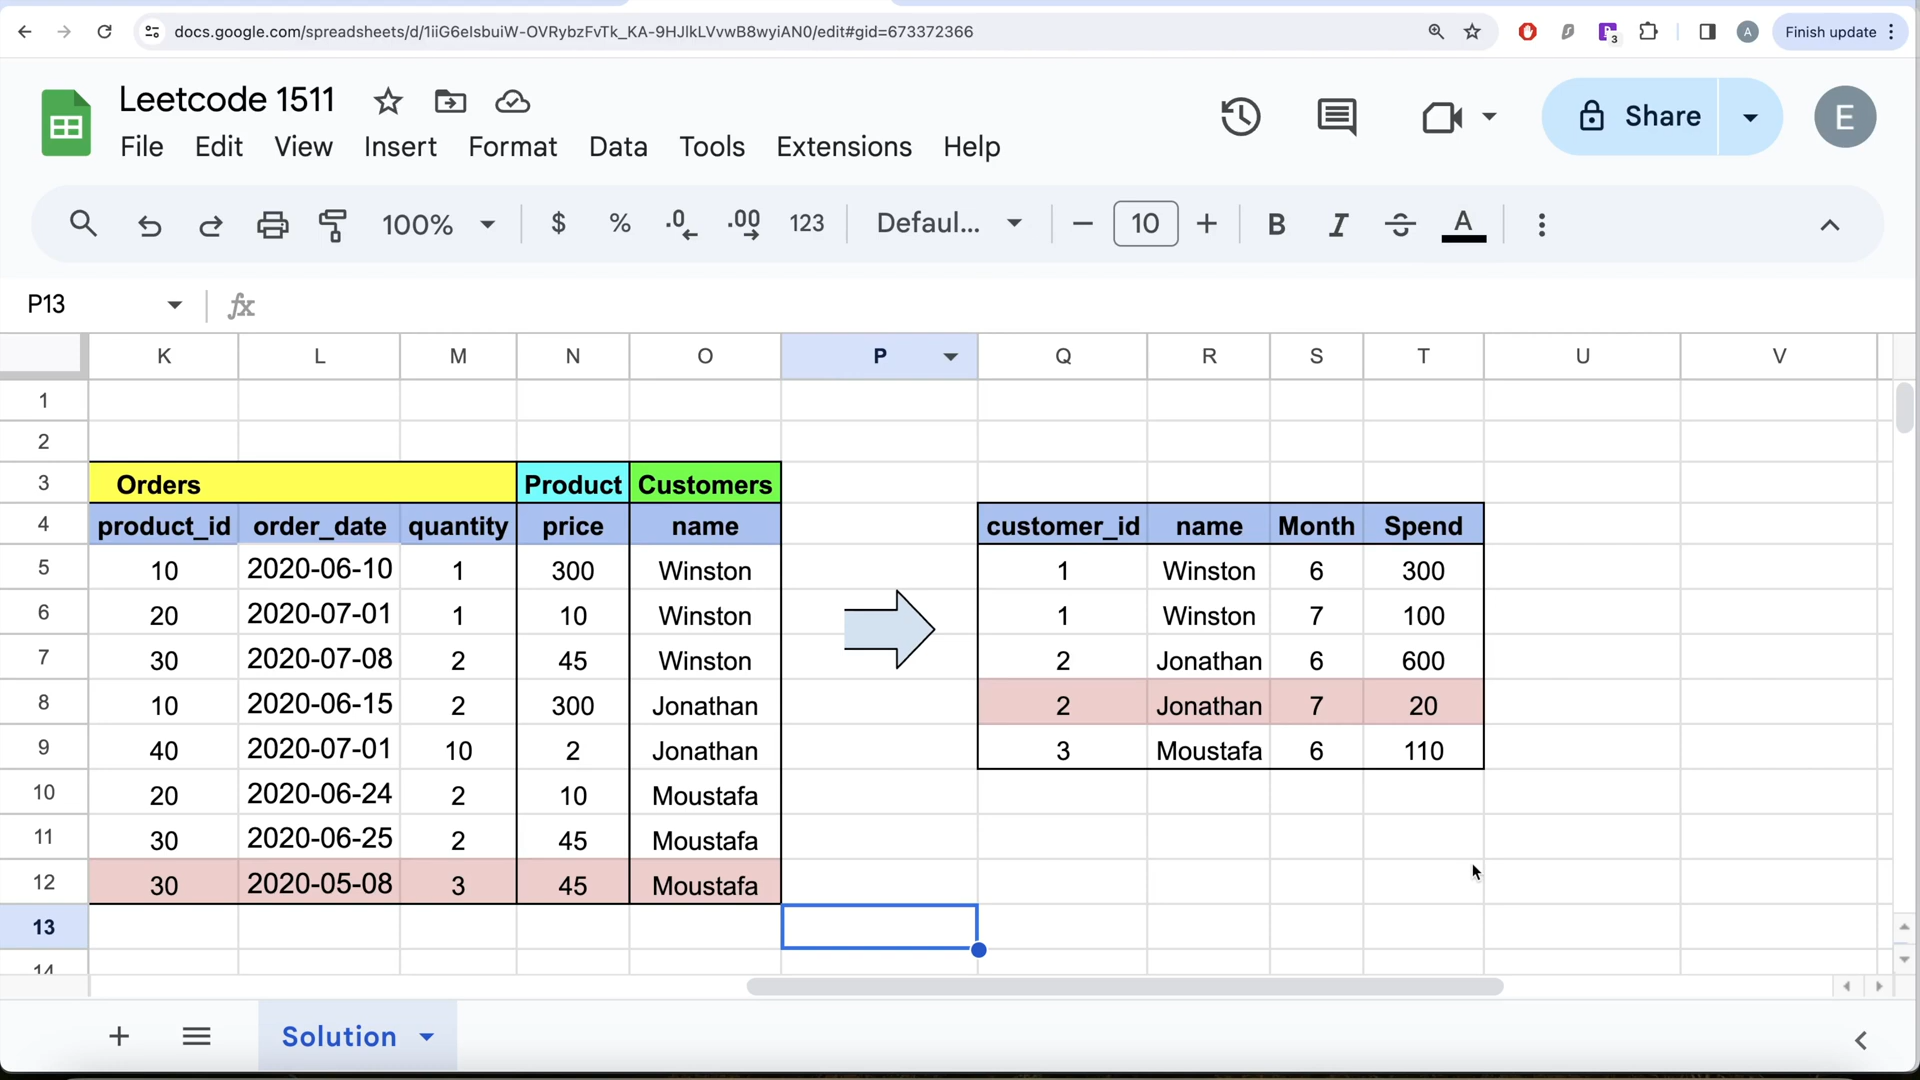 docs.google.com/spreadsheets/d/1iiG6eIsbuiW-OVRybzFvTk_KA-9HJlkLVvwB8wyiAN0/edit#gid=673372366
3
A
Finish update
Leetcode 1511
File Edit View Insert Format Data Tools Extensions Help
Share
E
100% $ % .0 .00 123 Defaul... 10 B I S A
P13 fx
K L M N O P Q R S T U V
1
2
3 Orders Product Customers
4 product_id order_date quantity price name customer_id name Month Spend
5 10 2020-06-10 1 300 Winston 1 Winston 6 300
6 20 2020-07-01 1 10 Winston 1 Winston 7 100
7 30 2020-07-08 2 45 Winston 2 Jonathan 6 600
8 10 2020-06-15 2 300 Jonathan 2 Jonathan 7 20
9 40 2020-07-01 10 2 Jonathan 3 Moustafa 6 110
10 20 2020-06-24 2 10 Moustafa
11 30 2020-06-25 2 45 Moustafa
12 30 2020-05-08 3 45 Moustafa
13
14
Solution